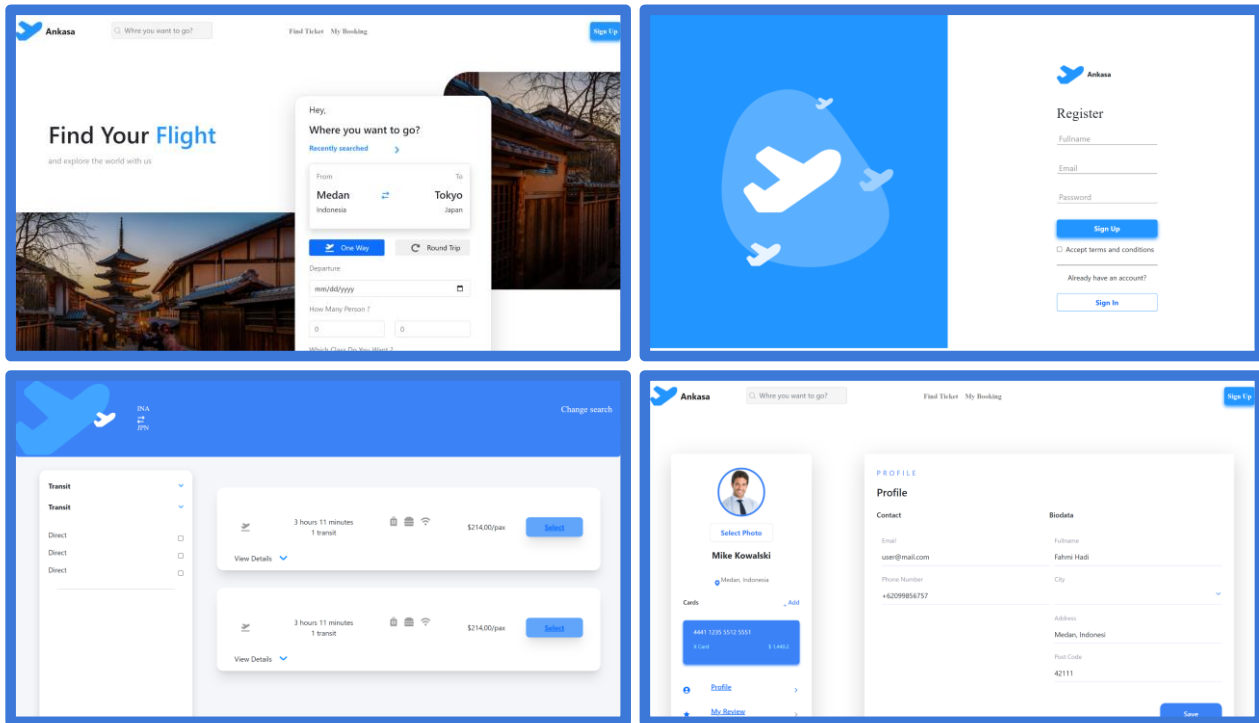 Ankasa
Whre you want to go?
Find Ticket My Booking
Sign Up
Find Your Flight
and explore the world with us
Hey,
Where you want to go?
Recently searched
From To
Medan Tokyo
Indonesia Japan
One Way Round Trip
Departure
mm/dd/yyyy
How Many Person ?
0 0
Which Class Do You Want ?
Ankasa
Register
Fullname
Email
Password
Sign Up
Accept terms and conditions
Already have an account?
Sign In
INA
JPN
Change search
Transit
Transit
Direct
Direct
Direct
3 hours 11 minutes
1 transit
$214,00/pax
Select
View Details
3 hours 11 minutes
1 transit
$214,00/pax
Select
View Details
Ankasa
Whre you want to go?
Find Ticket My Booking
Sign Up
Select Photo
Mike Kowalski
Medan, Indonesia
Cards Add
4441 1235 5512 5551
X Card $ 1,440.2
Profile
My Review
PROFILE
Profile
Contact Biodata
Email Fullname
user@mail.com Fahmi Hadi
Phone Number City
+62099856757
Address
Medan, Indonesi
Post Code
42111
Save